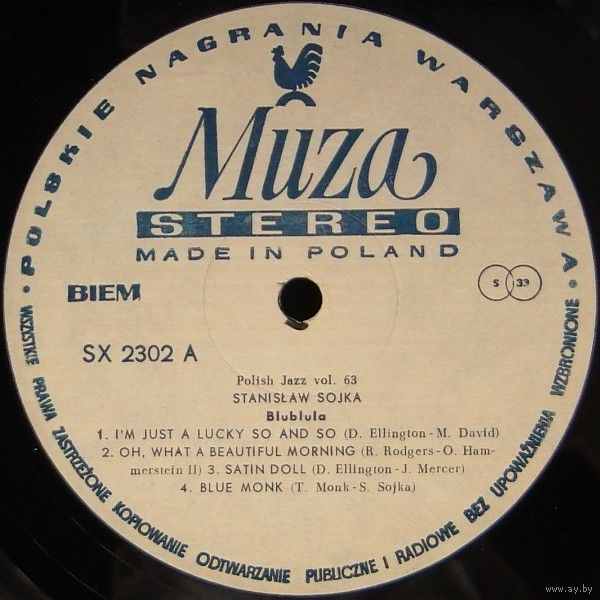 POLSKIE NAGRANIA WARSZAWA
Muza
STEREO
MADE IN POLAND
BIEM
S 33
SX 2302 A
Polish Jazz vol. 63
STANISŁAW SOJKA
Blublula
1. I'M JUST A LUCKY SO AND SO (D. Ellington - M. David)
2. OH, WHAT A BEAUTIFUL MORNING (R. Rodgers - O. Ham-
merstein II) 3. SATIN DOLL (D. Ellington - J. Mercer)
4. BLUE MONK (T. Monk - S. Sojka)
WSZYSTKIE PRAWA ZASTRZEŻONE KOPIOWANIE ODTWARZANIE PUBLICZNE I RADIOWE BEZ UPOWAŻNIENIA WZBRONIONE
www.ay.by